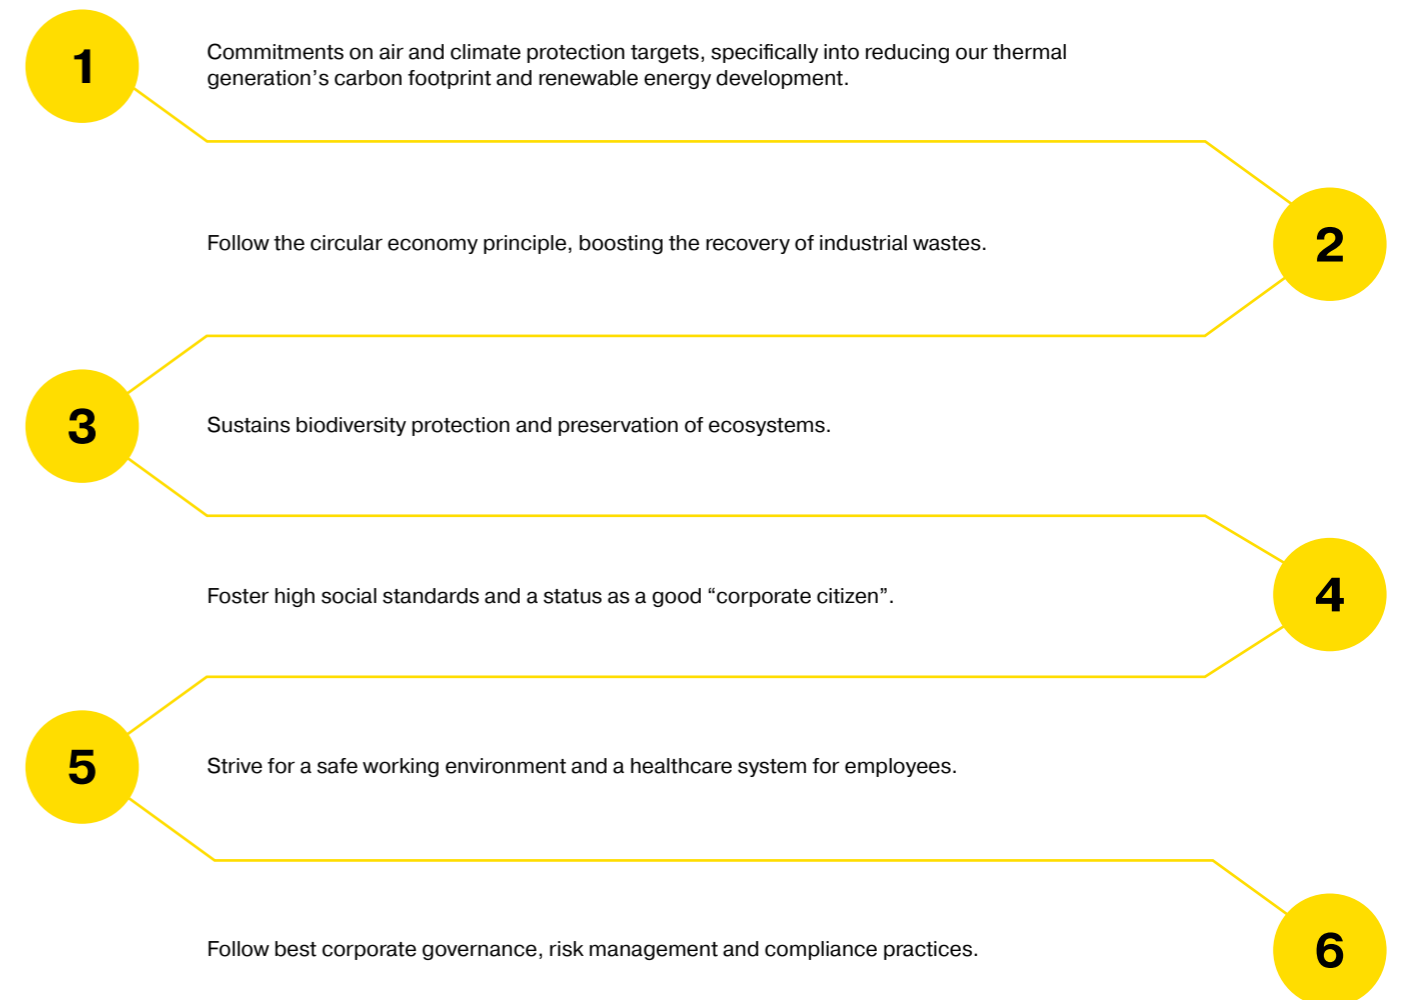 1
Commitments on air and climate protection targets, specifically into reducing our thermal
generation’s carbon footprint and renewable energy development.
Follow the circular economy principle, boosting the recovery of industrial wastes.
2
3
Sustains biodiversity protection and preservation of ecosystems.
Foster high social standards and a status as a good “corporate citizen”.
4
5
Strive for a safe working environment and a healthcare system for employees.
Follow best corporate governance, risk management and compliance practices.
6